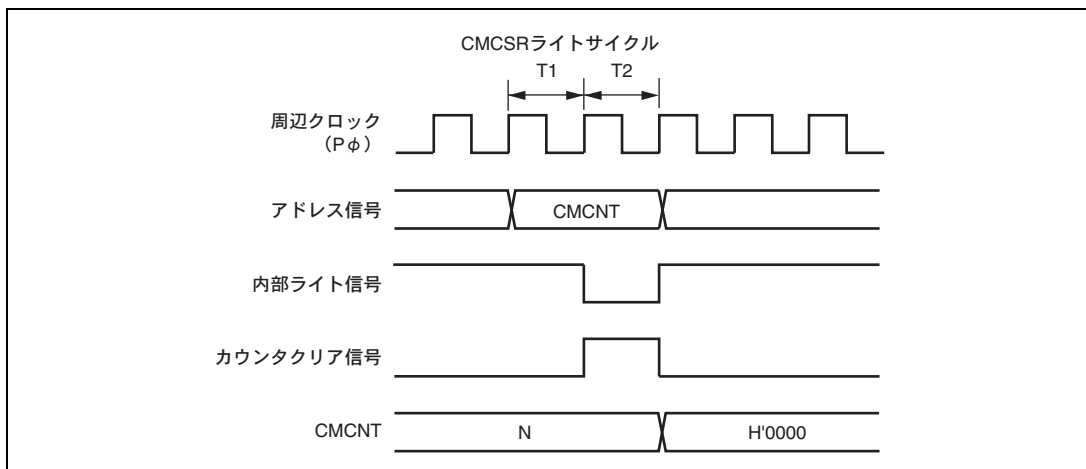 CMCSRライトサイクル
T1
T2
周辺クロック
（Pφ）
アドレス信号
CMCNT
内部ライト信号
カウンタクリア信号
CMCNT
N
H'0000